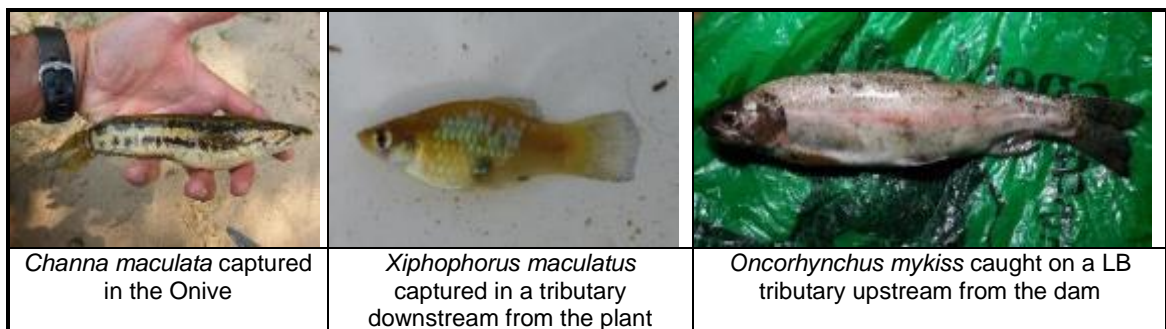 Channa maculata captured
in the Onive
Xiphophorus maculatus
captured in a tributary
downstream from the plant
Oncorhynchus mykiss caught on a LB
tributary upstream from the dam